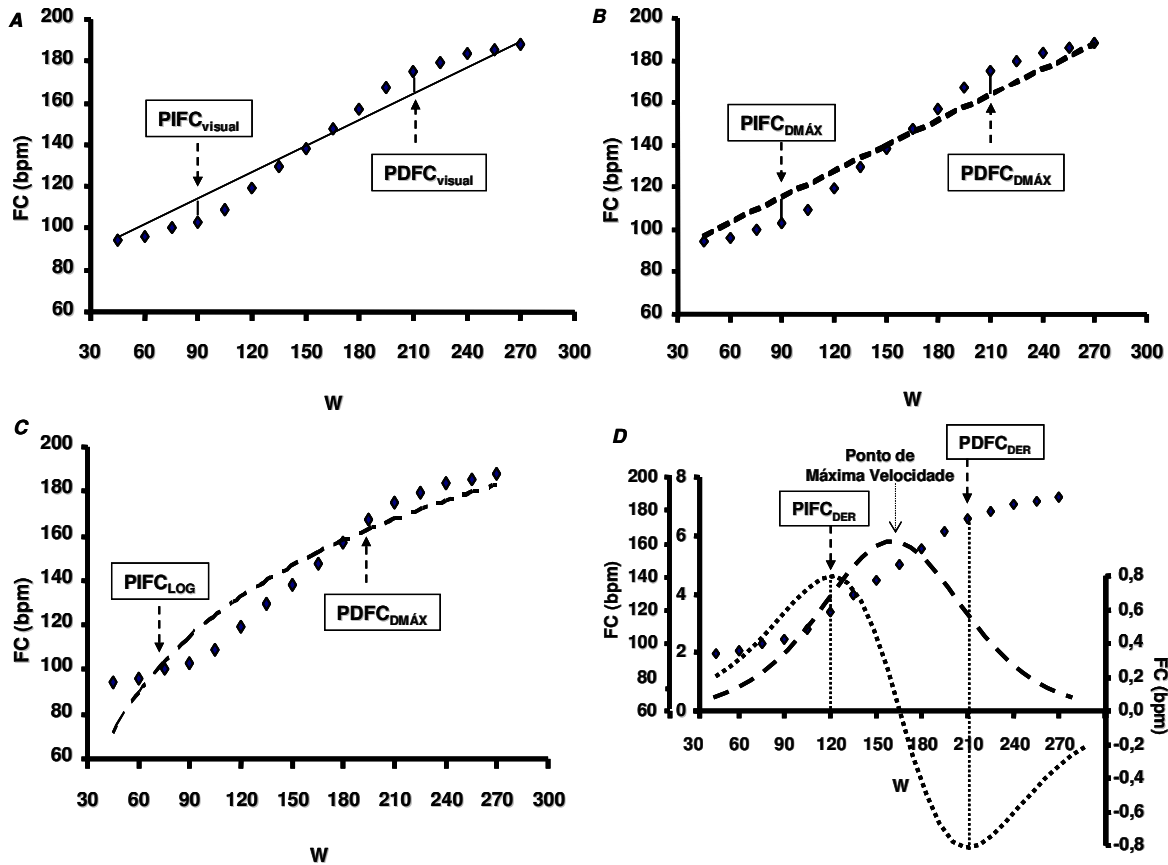 A
200
180
160
140
120
100
80
60
FC (bpm)
PIFCvisual
PDFCvisual
30 60 90 120 150 180 210 240 270 300
W
B
200
180
160
140
120
100
80
60
FC (bpm)
PIFCDMÁX
PDFCDMÁX
30 60 90 120 150 180 210 240 270 300
W
C
200
180
160
140
120
100
80
60
FC (bpm)
PIFCLOG
PDFCDMÁX
30 60 90 120 150 180 210 240 270 300
W
D
PDFCDER
Ponto de
Máxima Velocidade
PIFCDER
200 8
180
160 6
140
120 4
100
80 2
60 0
FC (bpm)
0,8
0,6
0,4
0,2
0,0
-0,2
-0,4
-0,6
-0,8
FC (bpm)
30 60 90 120 150 180 210 240 270
W